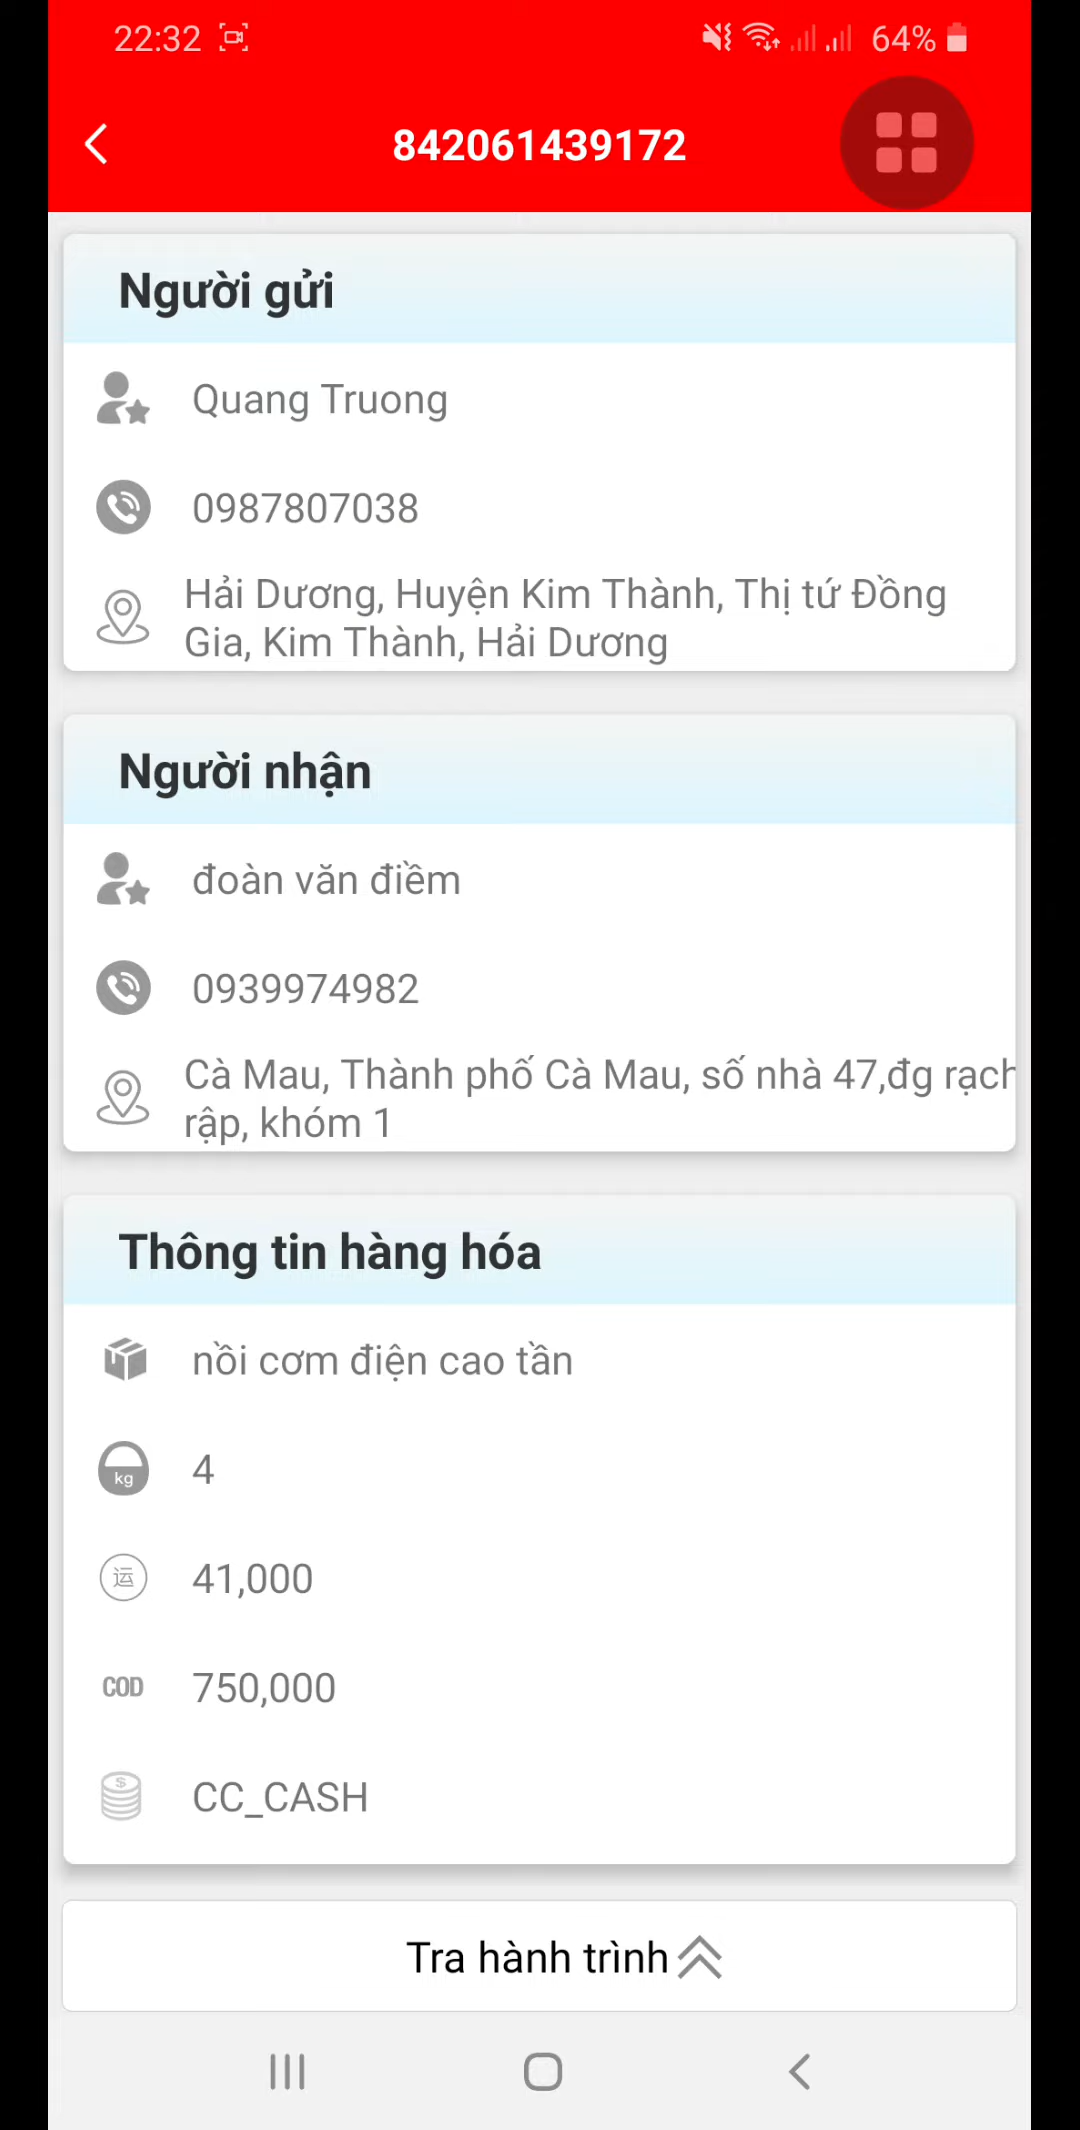 22:32
64%
842061439172
Người gửi
Quang Truong
0987807038
Hải Dương, Huyện Kim Thành, Thị tứ Đồng
Gia, Kim Thành, Hải Dương
Người nhận
đoàn văn điềm
0939974982
Cà Mau, Thành phố Cà Mau, số nhà 47,đg rạch
rập, khóm 1
Thông tin hàng hóa
nồi cơm điện cao tần
kg
4
运
41,000
COD
750,000
$
CC_CASH
Tra hành trình